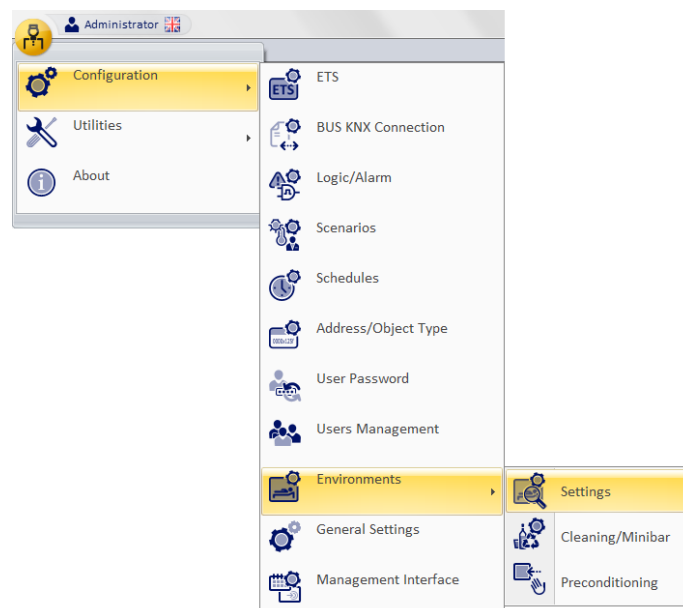 Administrator
Configuration
Utilities
About
ETS
ETS
BUS KNX Connection
Logic/Alarm
Scenarios
Schedules
Address/Object Type
User Password
Users Management
Environments
General Settings
Management Interface
Settings
Cleaning/Minibar
Preconditioning